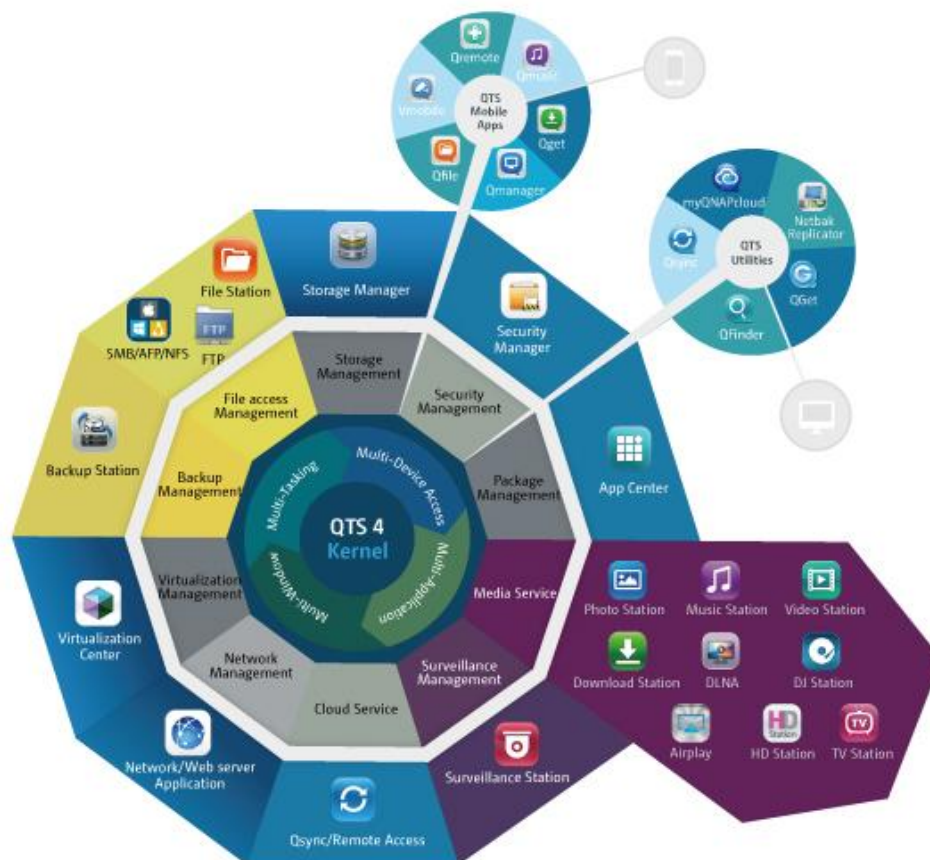 Qremote
Qmusic
QTS
Mobile
Apps
Vmobile
Qget
Qfile
Qmanager
myQNAPcloud
Netbak
Replicator
QTS
Utilities
Qsync
QGet
QFinder
File Station
Storage Manager
SMB/AFP/NFS
FTP
FTP
Security
Manager
Storage
Management
File access
Management
Security
Management
Backup Station
Backup
Management
Multi-Tasking
Multi-Device Access
Package
Management
App Center
QTS 4
Kernel
Multi-Window
Multi-Application
Virtualization
Management
Media Service
Virtualization
Center
Network
Management
Surveillance
Management
Cloud Service
Network/Web server
Application
Surveillance Station
Qsync/Remote Access
Photo Station
Music Station
Video Station
Download Station
DLNA
DJ Station
HD
Station
TV
Airplay
HD Station
TV Station